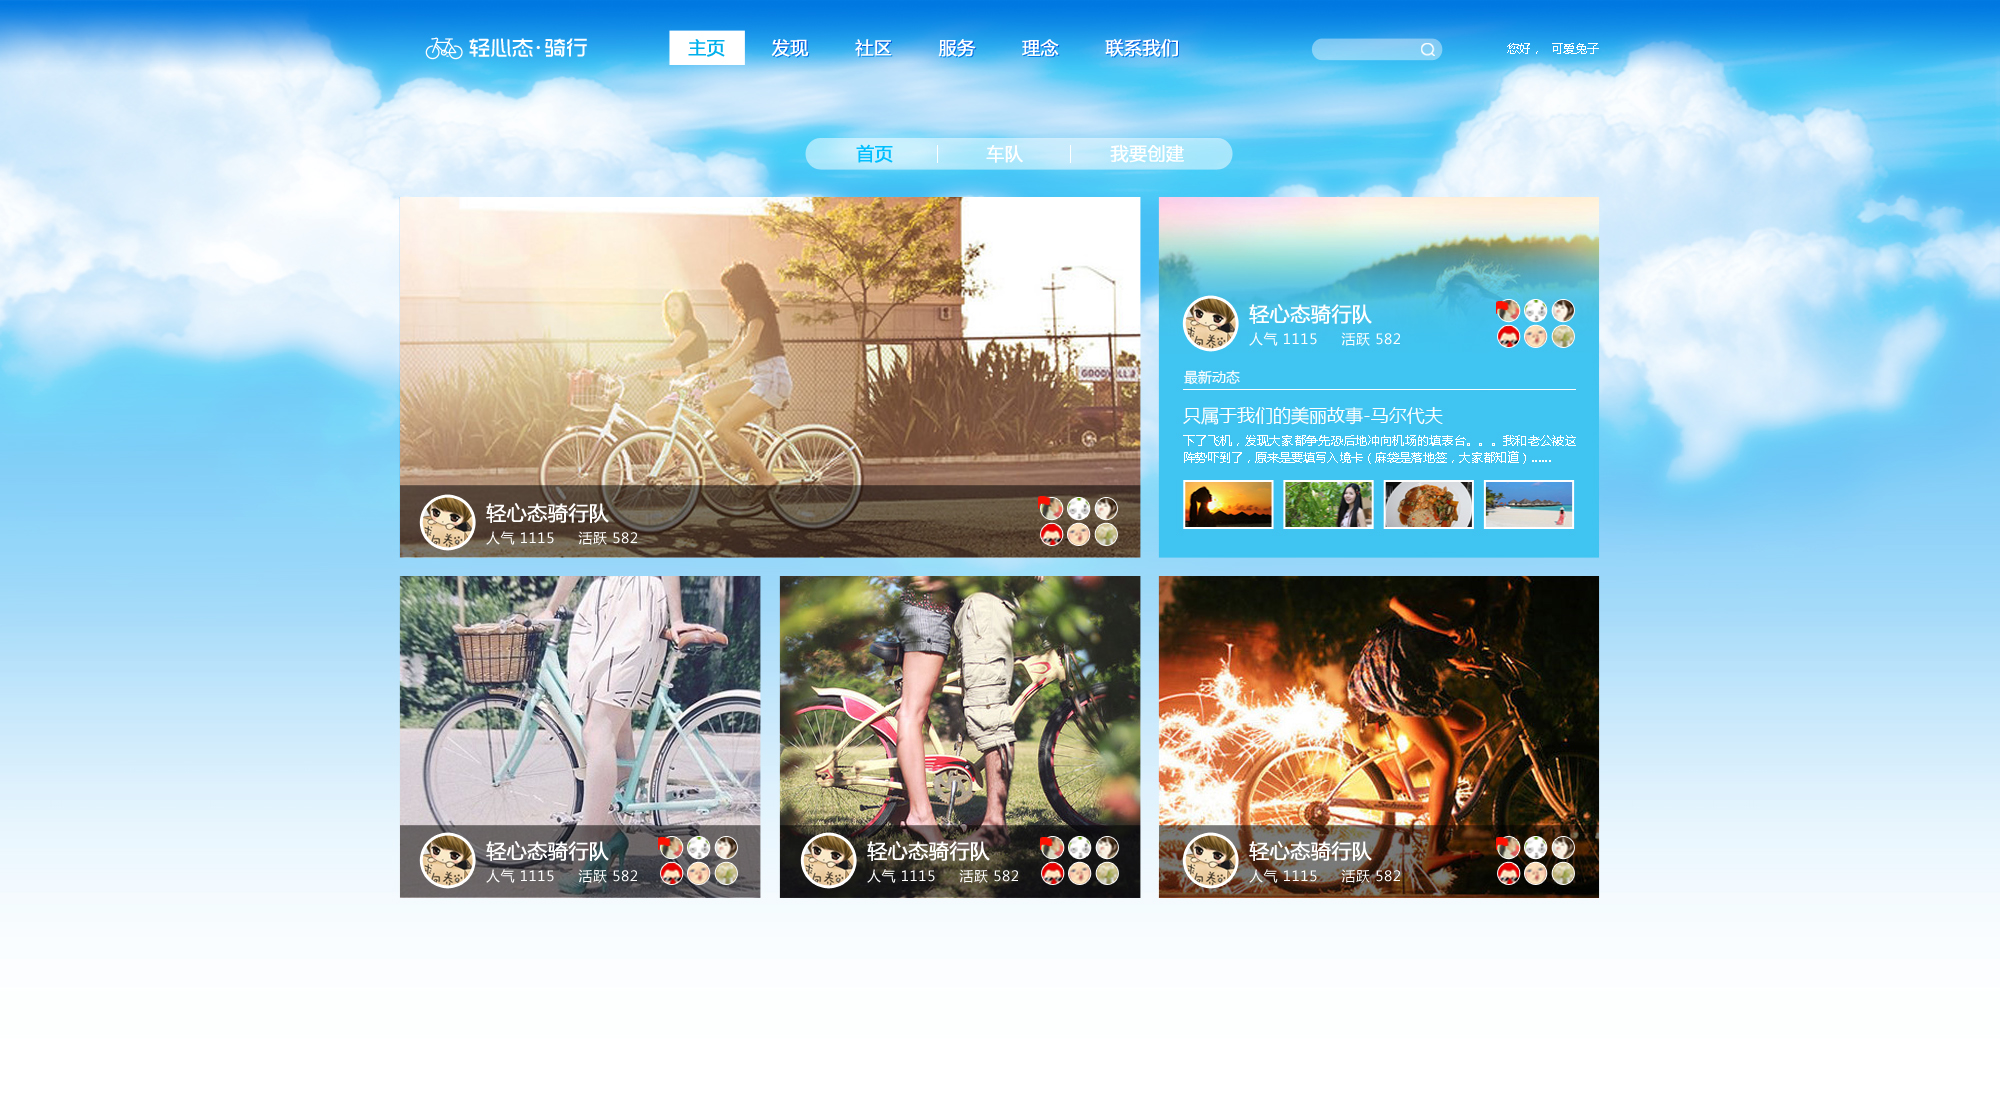 轻心态·骑行
主页 发现 社区 服务 理念 联系我们
您好， 可爱兔子
首页 车队 我要创建
轻心态骑行队
人气 1115 活跃 582
最新动态
只属于我们的美丽故事-马尔代夫
下了飞机，发现大家都争先恐后地冲向机场的填表台。。。我和老公被这
阵势吓到了，原来是要填写入境卡（麻袋是落地签，大家都知道）......
轻心态骑行队
人气 1115 活跃 582
轻心态骑行队
人气 1115 活跃 582
轻心态骑行队
人气 1115 活跃 582
轻心态骑行队
人气 1115 活跃 582